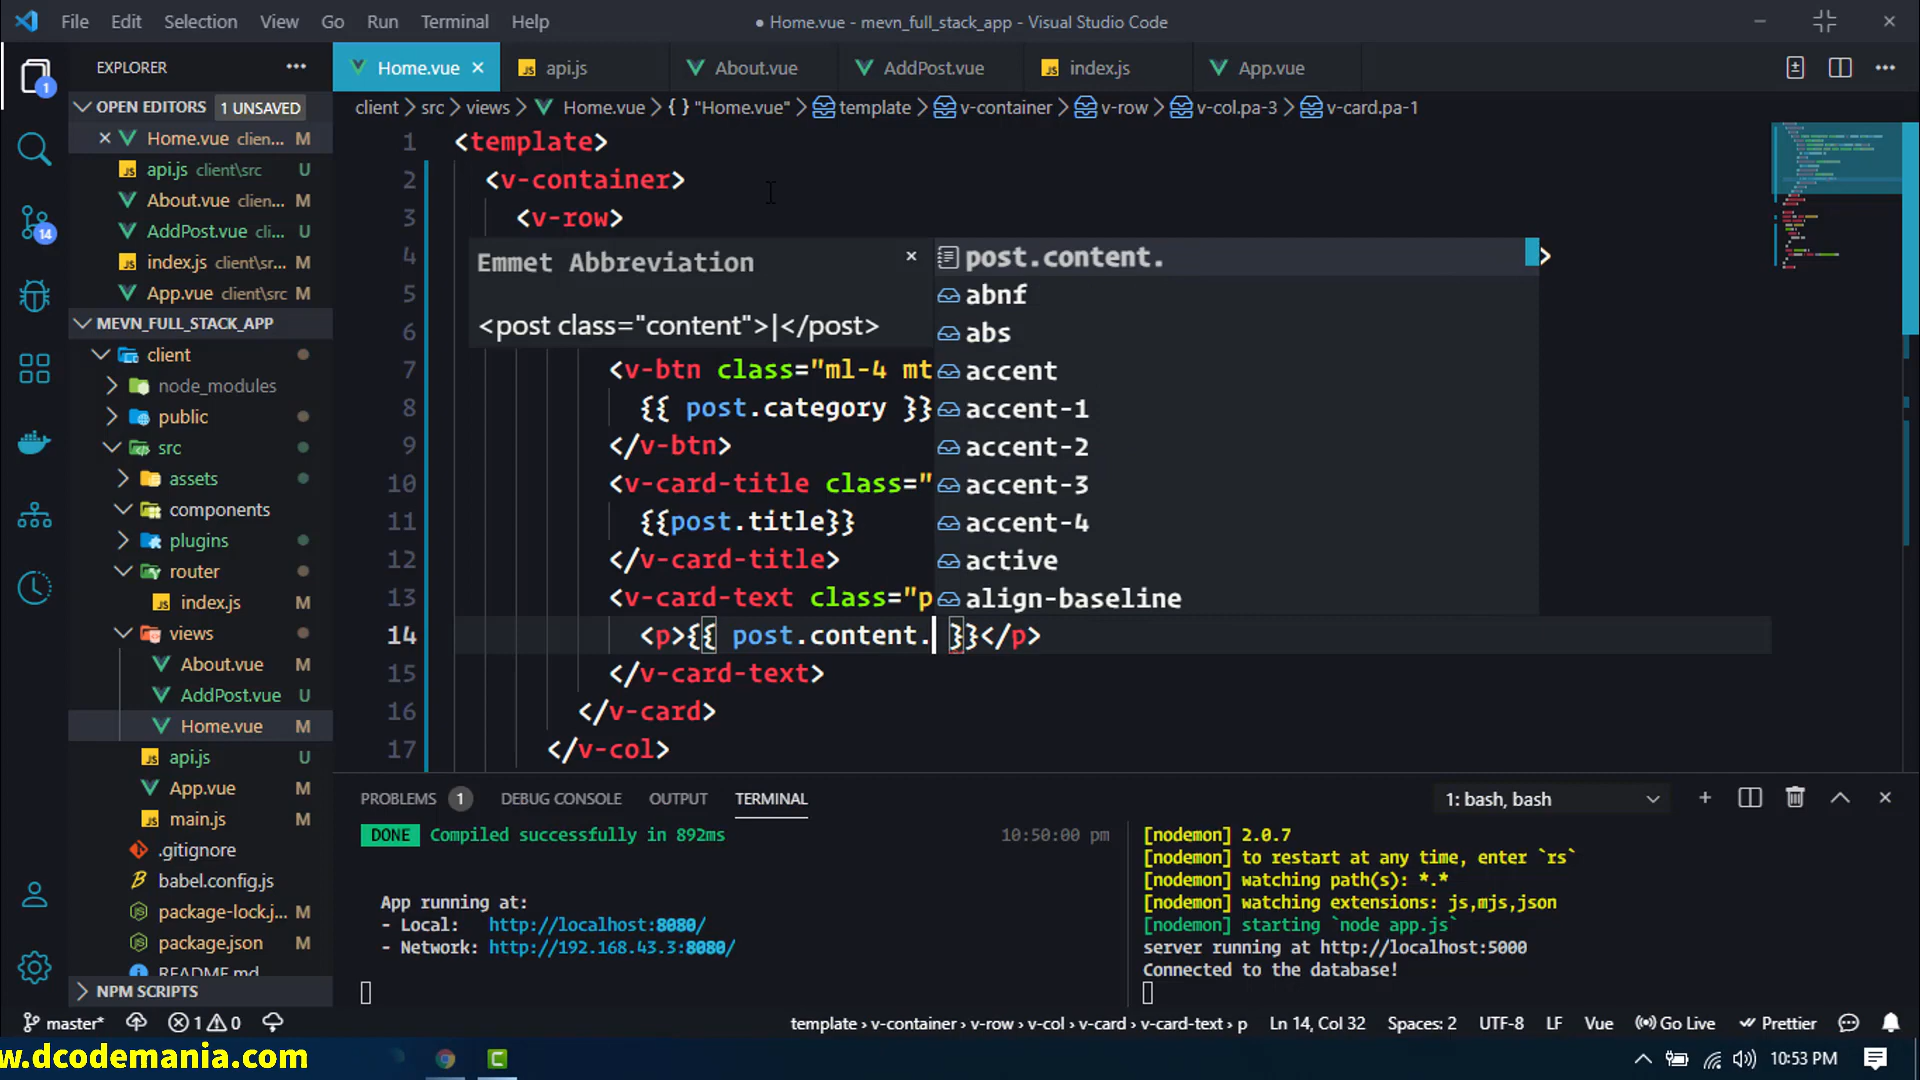 File Edit Selection View Go Run Terminal Help
● Home.vue - mevn_full_stack_app - Visual Studio Code
EXPLORER
OPEN EDITORS 1 UNSAVED
Home.vue clien... M
api.js client\src U
About.vue clien... M
AddPost.vue cli... U
index.js client\sr... M
App.vue client\src M
MEVN_FULL_STACK_APP
client
node_modules
public
src
assets
components
plugins
router
index.js M
views
About.vue M
AddPost.vue U
Home.vue M
api.js U
App.vue M
main.js M
.gitignore
babel.config.js
package-lock.j... M
package.json M
README.md
NPM SCRIPTS
1
14
Home.vue api.js About.vue AddPost.vue index.js App.vue
client > src > views > Home.vue > { } "Home.vue" > template > v-container > v-row > v-col.pa-3 > v-card.pa-1
1 <template>
2 <v-container>
3 <v-row>
4 >
5
6
7 <v-btn class="ml-4 mt
8 {{ post.category }}
9 </v-btn>
10 <v-card-title class="
11 {{post.title}}
12 </v-card-title>
13 <v-card-text class="p
14 <p>{{ post.content. }}</p>
15 </v-card-text>
16 </v-card>
17 </v-col>
Emmet Abbreviation
<post class="content">|</post>
post.content.
abnf
abs
accent
accent-1
accent-2
accent-3
accent-4
active
align-baseline
PROBLEMS 1 DEBUG CONSOLE OUTPUT TERMINAL
1: bash, bash
DONE Compiled successfully in 892ms 10:50:00 pm
App running at:
- Local: http://localhost:8080/
- Network: http://192.168.43.3:8080/
[nodemon] 2.0.7
[nodemon] to restart at any time, enter `rs`
[nodemon] watching path(s): *.*
[nodemon] watching extensions: js,mjs,json
[nodemon] starting `node app.js`
server running at http://localhost:5000
Connected to the database!
master* 1 0
template › v-container › v-row › v-col › v-card › v-card-text › p Ln 14, Col 32 Spaces: 2 UTF-8 LF Vue Go Live Prettier
w.dcodemania.com
10:53 PM